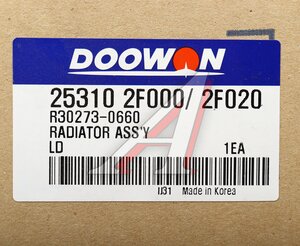 DOOWON
25310 2F000/ 2F020
R30273-0660
RADIATOR ASS'Y
LD 1EA
IJ31 Made in Korea